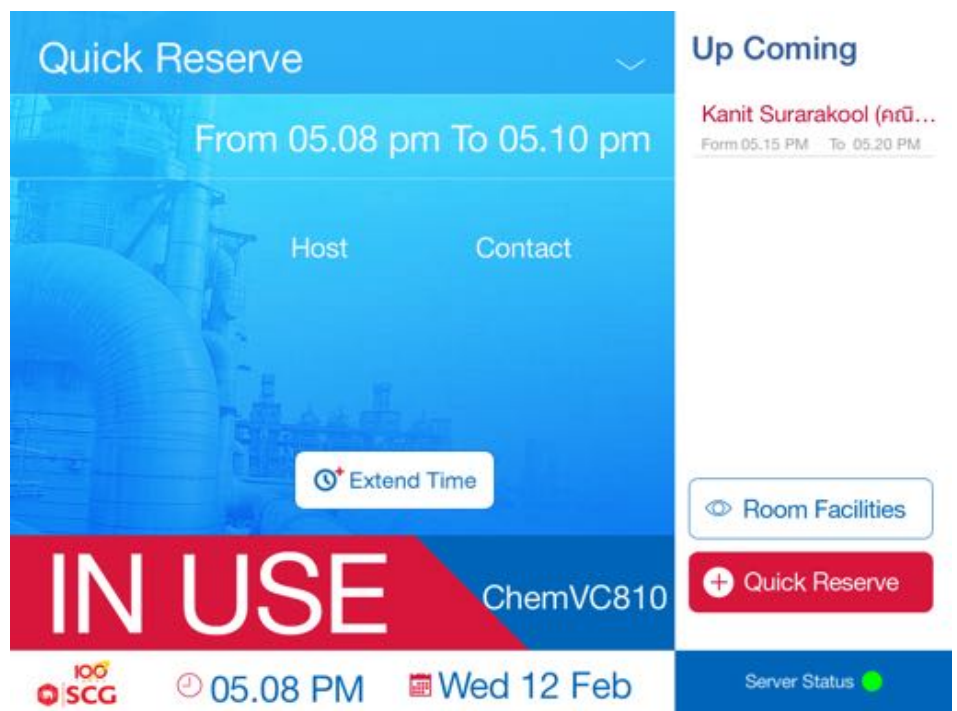 Quick Reserve
From 05.08 pm To 05.10 pm
Host Contact
Extend Time
IN USE
ChemVC810
100
SCG
05.08 PM
Wed 12 Feb
Up Coming
Kanit Surarakool (คณิ...
Form 05.15 PM To 05.20 PM
Room Facilities
Quick Reserve
Server Status